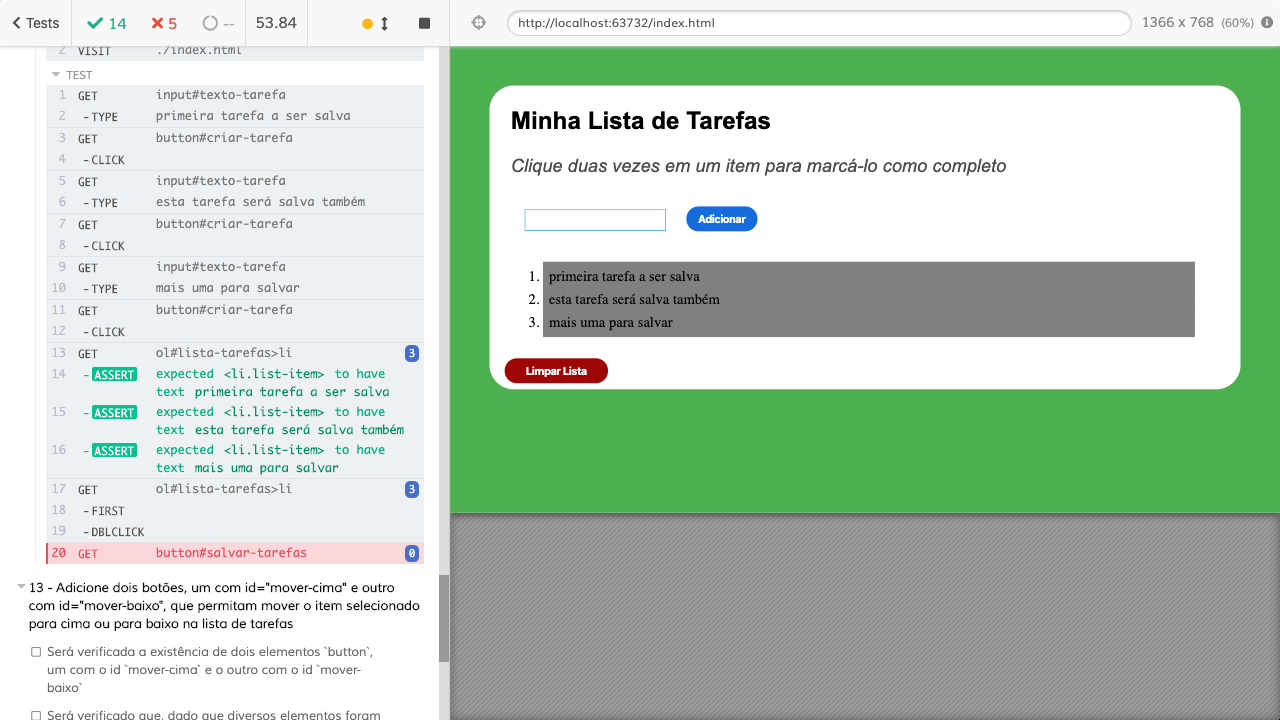 Tests
14
5
--
53.84
http://localhost:63732/index.html
1366 x 768 (60%)
2 VISIT ./index.html
TEST
1 GET input#texto-tarefa
2 -TYPE primeira tarefa a ser salva
3 GET button#criar-tarefa
4 -CLICK
5 GET input#texto-tarefa
6 -TYPE esta tarefa será salva também
7 GET button#criar-tarefa
8 -CLICK
9 GET input#texto-tarefa
10 -TYPE mais uma para salvar
11 GET button#criar-tarefa
12 -CLICK
13 GET ol#lista-tarefas>li 3
14 -ASSERT expected <li.list-item> to have
text primeira tarefa a ser salva
15 -ASSERT expected <li.list-item> to have
text esta tarefa será salva também
16 -ASSERT expected <li.list-item> to have
text mais uma para salvar
17 GET ol#lista-tarefas>li 3
18 -FIRST
19 -DBLCLICK
20 GET button#salvar-tarefas 0
13 - Adicione dois botões, um com id="mover-cima" e outro
com id="mover-baixo", que permitam mover o item selecionado
para cima ou para baixo na lista de tarefas
Será verificada a existência de dois elementos `button`,
um com o id `mover-cima` e o outro com o id `mover-
baixo`
Será verificado que, dado que diversos elementos foram
Minha Lista de Tarefas
Clique duas vezes em um item para marcá-lo como completo
Adicionar
1. primeira tarefa a ser salva
2. esta tarefa será salva também
3. mais uma para salvar
Limpar Lista